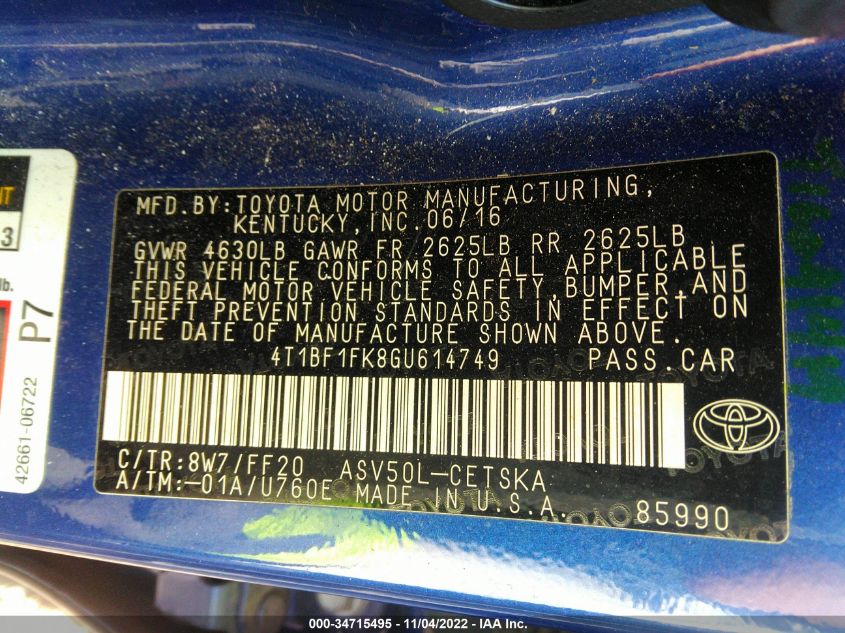 MFD.BY:TOYOTA MOTOR MANUFACTURING,
KENTUCKY, INC. 06/16
GVWR 4630LB GAWR FR 2625LB RR 2625LB
THIS VEHICLE CONFORMS TO ALL APPLICABLE
FEDERAL MOTOR VEHICLE SAFETY, BUMPER, AND
THEFT PREVENTION STANDARDS IN EFFECT ON
THE DATE OF MANUFACTURE SHOWN ABOVE.
4T1BF1FK8GU614749 PASS.CAR
C/TR:8W7/FF20 ASV50L-CETSKA
A/TM:-01A/U760E MADE IN U.S.A. 85990
3
lb.
P7
42661-06722
000-34715495 - 11/04/2022 - IAA Inc.